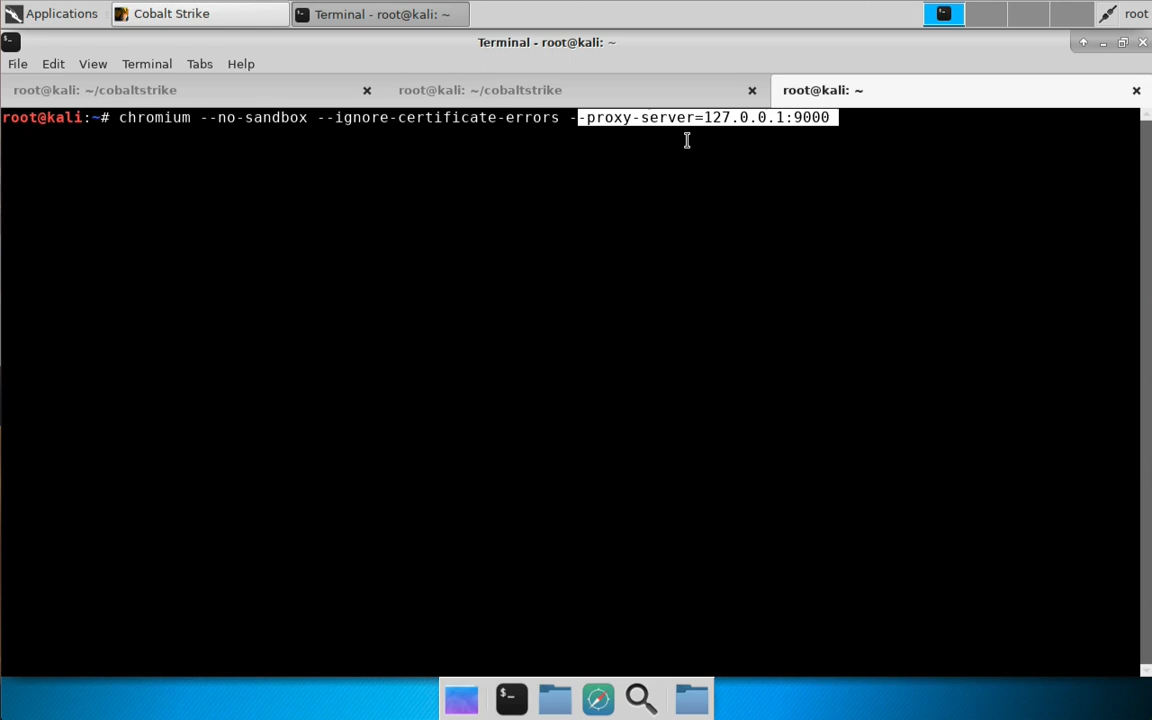 Applications Cobalt Strike Terminal - root@kali: ~ root
Terminal - root@kali: ~
File Edit View Terminal Tabs Help
root@kali: ~/cobaltstrike root@kali: ~/cobaltstrike root@kali: ~
root@kali:~# chromium --no-sandbox --ignore-certificate-errors --proxy-server=127.0.0.1:9000